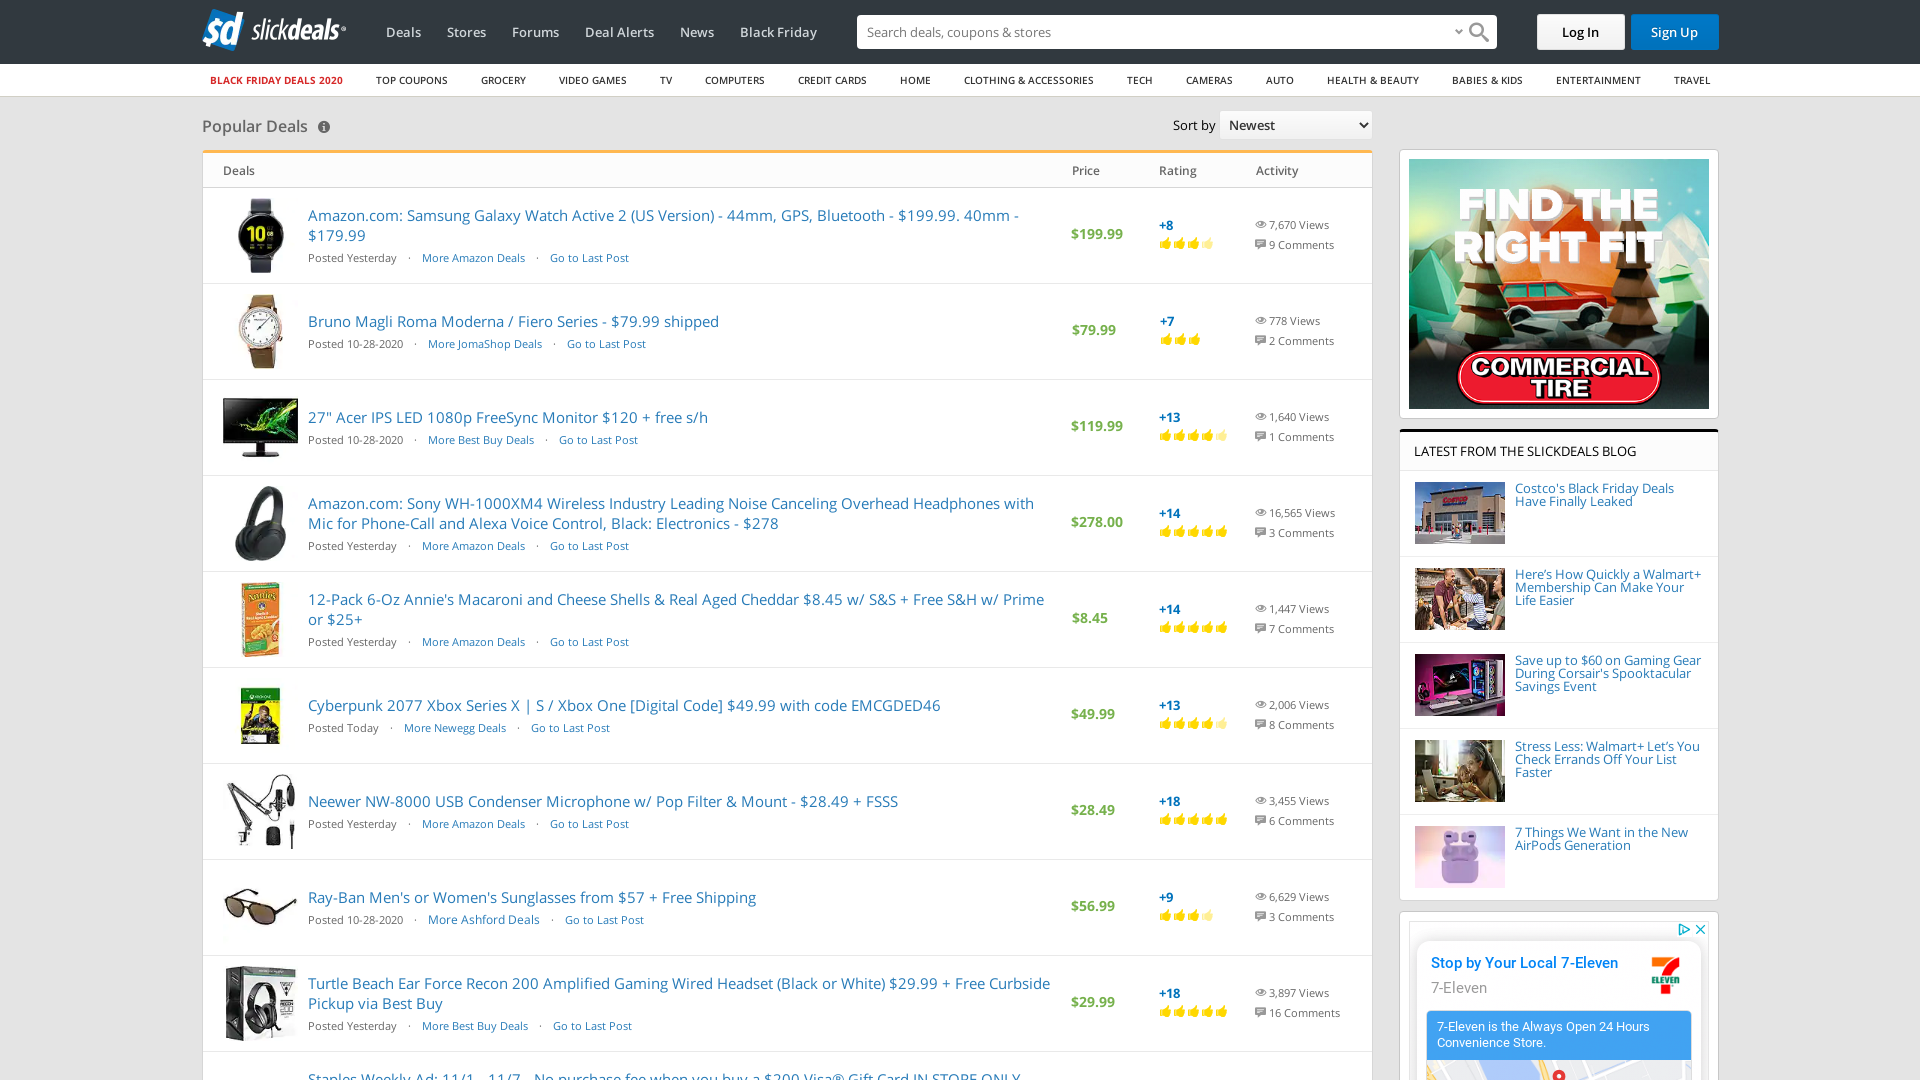 slickdeals
Deals
Stores
Forums
Deal Alerts
News
Black Friday
Search deals, coupons & stores
Log In
Sign Up
BLACK FRIDAY DEALS 2020
TOP COUPONS
GROCERY
VIDEO GAMES
TV
COMPUTERS
CREDIT CARDS
HOME
CLOTHING & ACCESSORIES
TECH
CAMERAS
AUTO
HEALTH & BEAUTY
BABIES & KIDS
ENTERTAINMENT
TRAVEL
Popular Deals
Sort by Newest
Deals Price Rating Activity
Amazon.com: Samsung Galaxy Watch Active 2 (US Version) - 44mm, GPS, Bluetooth - $199.99. 40mm -
$179.99
Posted Yesterday · More Amazon Deals · Go to Last Post
$199.99
+8
7,670 Views
9 Comments
Bruno Magli Roma Moderna / Fiero Series - $79.99 shipped
Posted 10-28-2020 · More JomaShop Deals · Go to Last Post
$79.99
+7
778 Views
2 Comments
27" Acer IPS LED 1080p FreeSync Monitor $120 + free s/h
Posted 10-28-2020 · More Best Buy Deals · Go to Last Post
$119.99
+13
1,640 Views
1 Comments
Amazon.com: Sony WH-1000XM4 Wireless Industry Leading Noise Canceling Overhead Headphones with
Mic for Phone-Call and Alexa Voice Control, Black: Electronics - $278
Posted Yesterday · More Amazon Deals · Go to Last Post
$278.00
+14
16,565 Views
3 Comments
12-Pack 6-Oz Annie's Macaroni and Cheese Shells & Real Aged Cheddar $8.45 w/ S&S + Free S&H w/ Prime
or $25+
Posted Yesterday · More Amazon Deals · Go to Last Post
$8.45
+14
1,447 Views
7 Comments
Cyberpunk 2077 Xbox Series X | S / Xbox One [Digital Code] $49.99 with code EMCGDED46
Posted Today · More Newegg Deals · Go to Last Post
$49.99
+13
2,006 Views
8 Comments
Neewer NW-8000 USB Condenser Microphone w/ Pop Filter & Mount - $28.49 + FSSS
Posted Yesterday · More Amazon Deals · Go to Last Post
$28.49
+18
3,455 Views
6 Comments
Ray-Ban Men's or Women's Sunglasses from $57 + Free Shipping
Posted 10-28-2020 · More Ashford Deals · Go to Last Post
$56.99
+9
6,629 Views
3 Comments
Turtle Beach Ear Force Recon 200 Amplified Gaming Wired Headset (Black or White) $29.99 + Free Curbside
Pickup via Best Buy
Posted Yesterday · More Best Buy Deals · Go to Last Post
$29.99
+18
3,897 Views
16 Comments
Staples Weekly Ad: 11/1 - 11/7 - No purchase fee when you buy a $200 Visa® Gift Card IN STORE ONLY
FIND THE
RIGHT FIT
COMMERCIAL
TIRE
LATEST FROM THE SLICKDEALS BLOG
Costco's Black Friday Deals
Have Finally Leaked
Here’s How Quickly a Walmart+
Membership Can Make Your
Life Easier
Save up to $60 on Gaming Gear
During Corsair's Spooktacular
Savings Event
Stress Less: Walmart+ Let’s You
Check Errands Off Your List
Faster
7 Things We Want in the New
AirPods Generation
Stop by Your Local 7-Eleven
7-Eleven
ELEVEN
7-Eleven is the Always Open 24 Hours
Convenience Store.